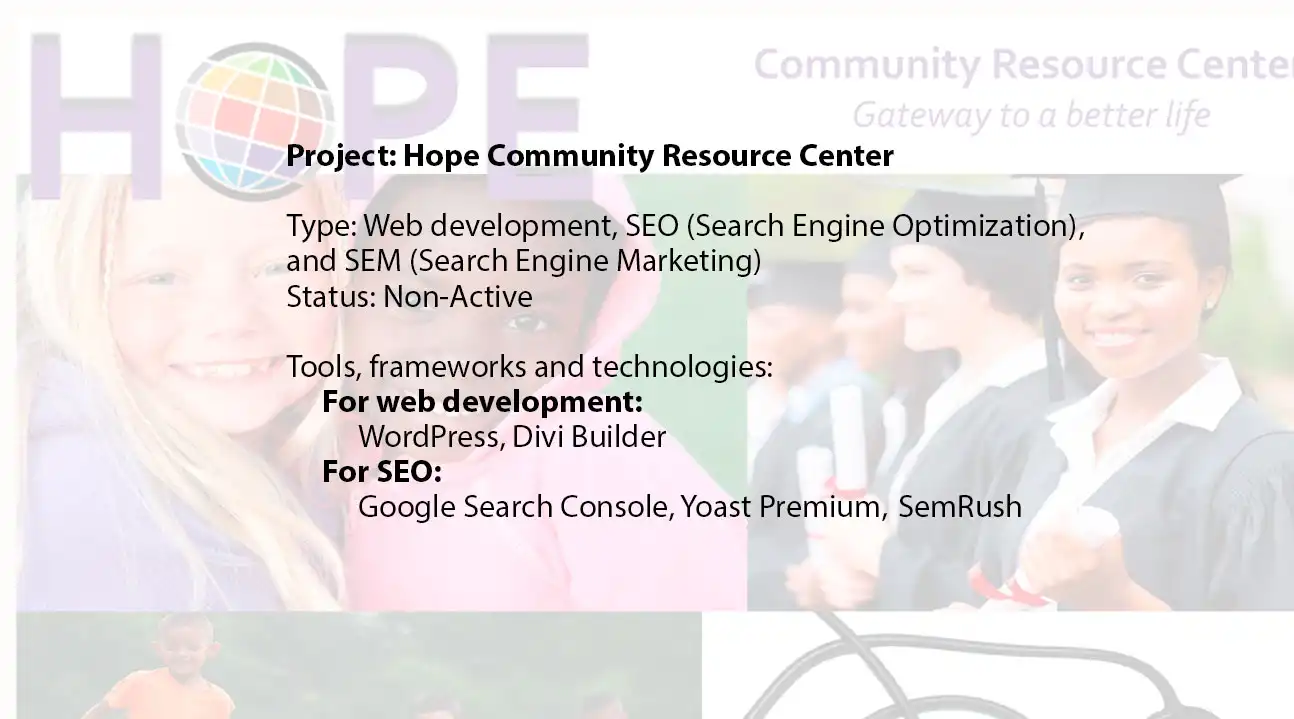 HOPE
Community Resource Center
Gateway to a better life
Project: Hope Community Resource Center
Type: Web development, SEO (Search Engine Optimization),
and SEM (Search Engine Marketing)
Status: Non-Active
Tools, frameworks and technologies:
For web development:
WordPress, Divi Builder
For SEO:
Google Search Console, Yoast Premium, SemRush